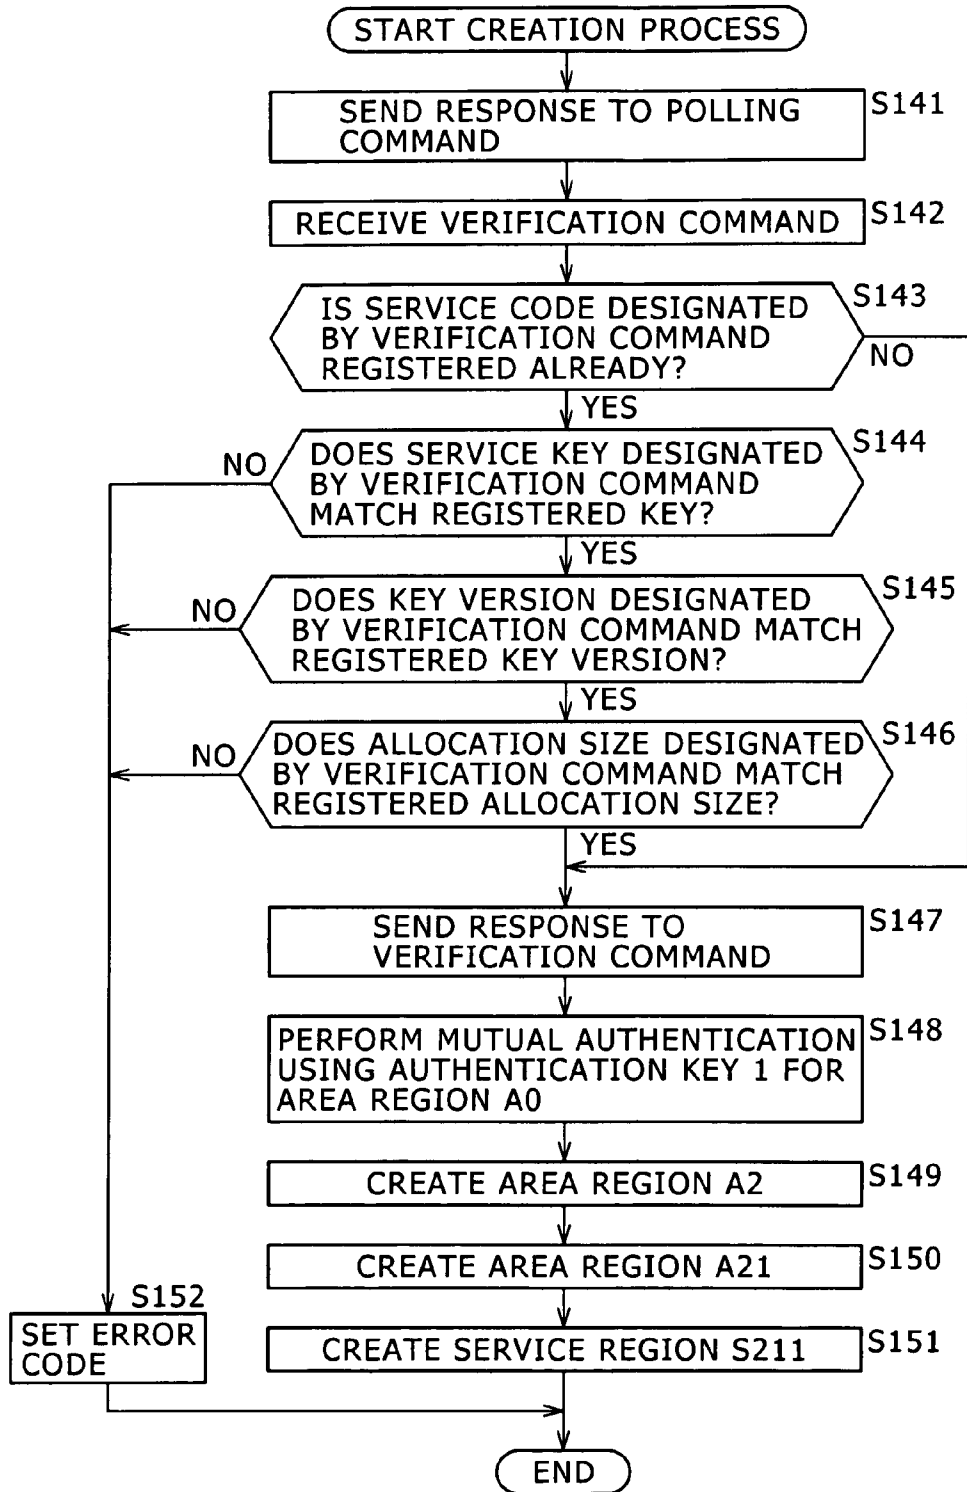 START CREATION PROCESS
SEND RESPONSE TO POLLING
COMMAND
S141
RECEIVE VERIFICATION COMMAND
S142
IS SERVICE CODE DESIGNATED
BY VERIFICATION COMMAND
REGISTERED ALREADY?
S143
NO
YES
DOES SERVICE KEY DESIGNATED
BY VERIFICATION COMMAND
MATCH REGISTERED KEY?
S144
NO
YES
DOES KEY VERSION DESIGNATED
BY VERIFICATION COMMAND MATCH
REGISTERED KEY VERSION?
S145
NO
YES
DOES ALLOCATION SIZE DESIGNATED
BY VERIFICATION COMMAND MATCH
REGISTERED ALLOCATION SIZE?
S146
NO
YES
SEND RESPONSE TO
VERIFICATION COMMAND
S147
PERFORM MUTUAL AUTHENTICATION
USING AUTHENTICATION KEY 1 FOR
AREA REGION A0
S148
CREATE AREA REGION A2
S149
CREATE AREA REGION A21
S150
S152
SET ERROR
CODE
CREATE SERVICE REGION S211
S151
END